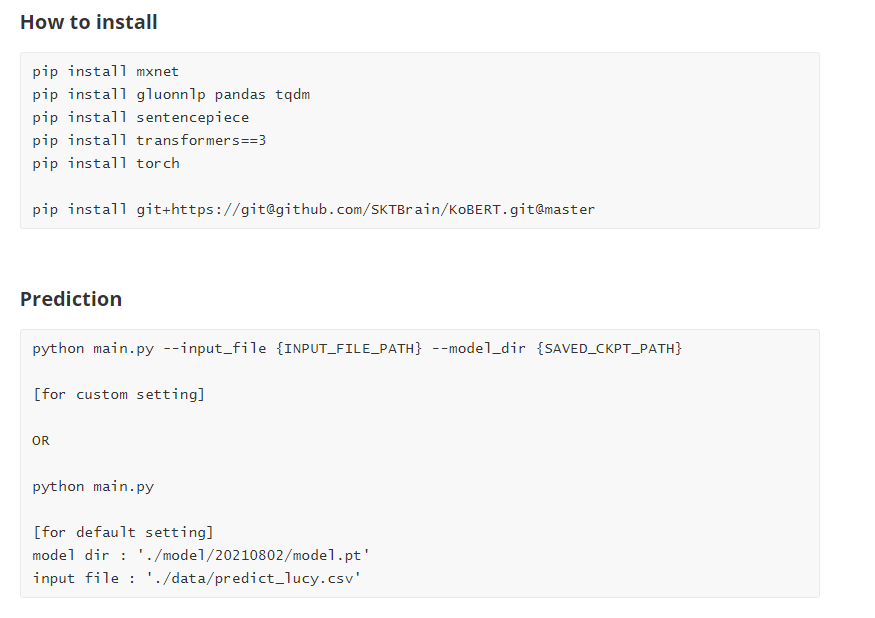 How to install
pip install mxnet
pip install gluonnlp pandas tqdm
pip install sentencepiece
pip install transformers==3
pip install torch
pip install git+https://git@github.com/SKTBrain/KoBERT.git@master
Prediction
python main.py --input_file {INPUT_FILE_PATH} --model_dir {SAVED_CKPT_PATH}
[for custom setting]
OR
python main.py
[for default setting]
model dir : './model/20210802/model.pt'
input file : './data/predict_lucy.csv'